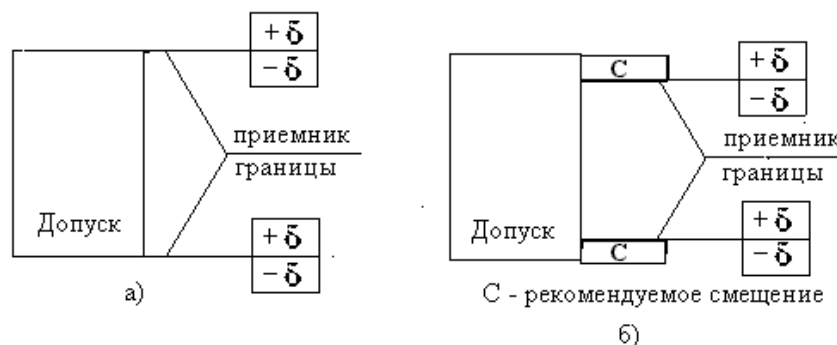 + δ
− δ
приемник
границы
Допуск
+ δ
− δ
а)
С
+ δ
− δ
приемник
границы
Допуск
С
+ δ
− δ
С - рекомендуемое смещение
б)